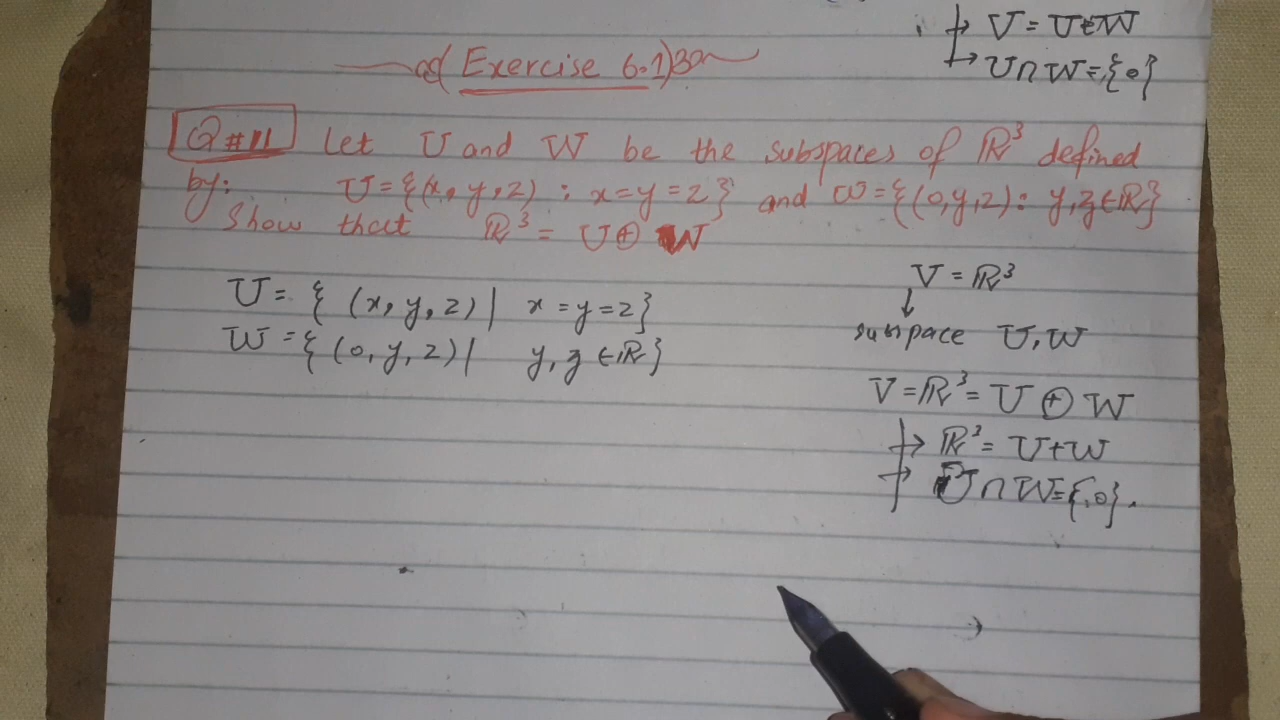 V = U+W
U∩W={0}
Exercise 6.1
Q#11 Let U and W be the subspaces of ℝ³ defined
by: U={(x, y, z) : x=y=z} and W={(0,y,z): y,z∈ℝ}
Show that ℝ³ = U⊕W
U= { (x, y, z) | x=y=z}
W={ (0, y, z) | y, z ∈ℝ}
V = ℝ³
↓
subspace U, W
V=ℝ³= U⊕W
→ ℝ³= U+W
→ U∩W={0}.